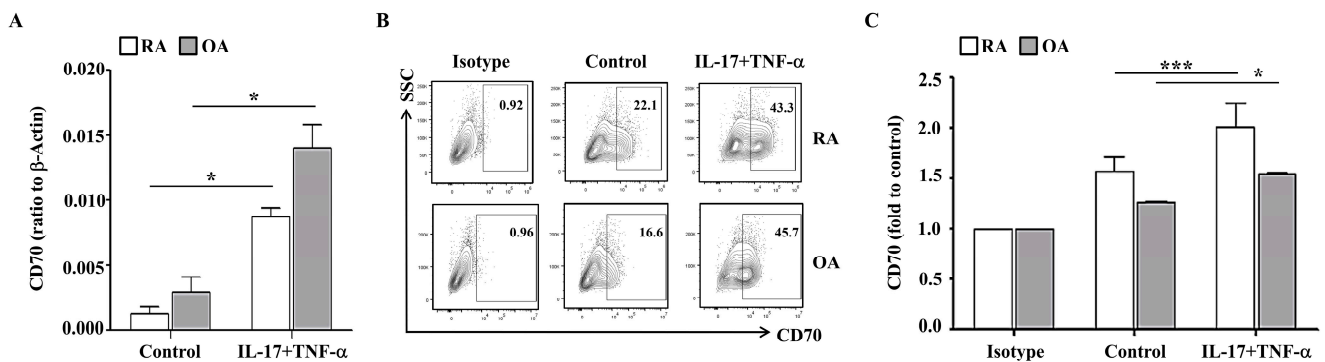 A
RA OA
CD70 (ratio to β-Actin)
0.020
0.015
0.010
0.005
0.000
*
*
Control IL-17+TNF-α
B
Isotype Control IL-17+TNF-α
SSC
0.92 22.1 43.3
RA
0.96 16.6 45.7
OA
CD70
C
RA OA
CD70 (fold to control)
2.5
2.0
1.5
1.0
0.5
0.0
***
*
Isotype Control IL-17+TNF-α